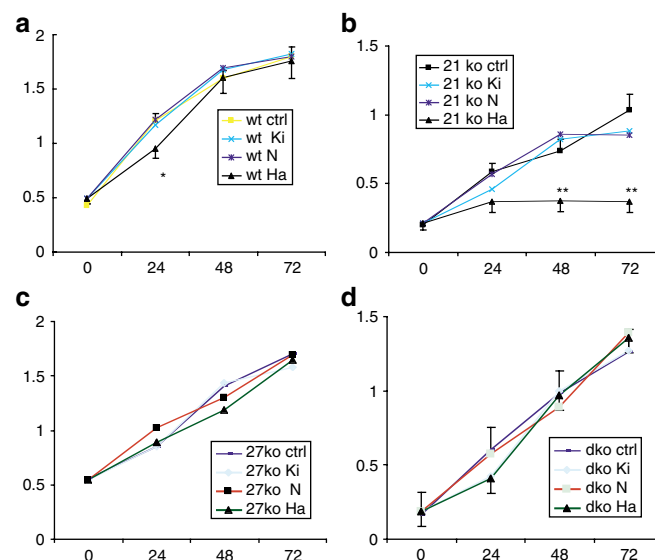 a
2
1.5
1
0.5
0
0 24 48 72
*
wt ctrl
wt Ki
wt N
wt Ha
b
1.5
1
0.5
0
0 24 48 72
21 ko ctrl
21 ko Ki
21 ko N
21 ko Ha
** **
c
2
1.5
1
0.5
0
0 24 48 72
27ko ctrl
27ko Ki
27ko N
27ko Ha
d
1.5
1
0.5
0
0 24 48 72
dko ctrl
dko Ki
dko N
dko Ha